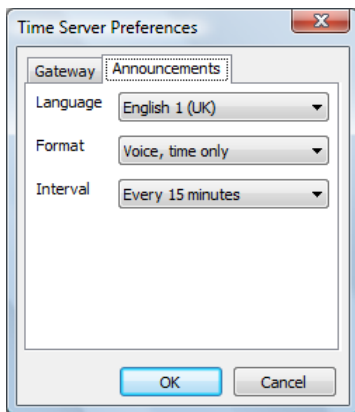 Time Server Preferences
Gateway Announcements
Language English 1 (UK)
Format Voice, time only
Interval Every 15 minutes
OK Cancel